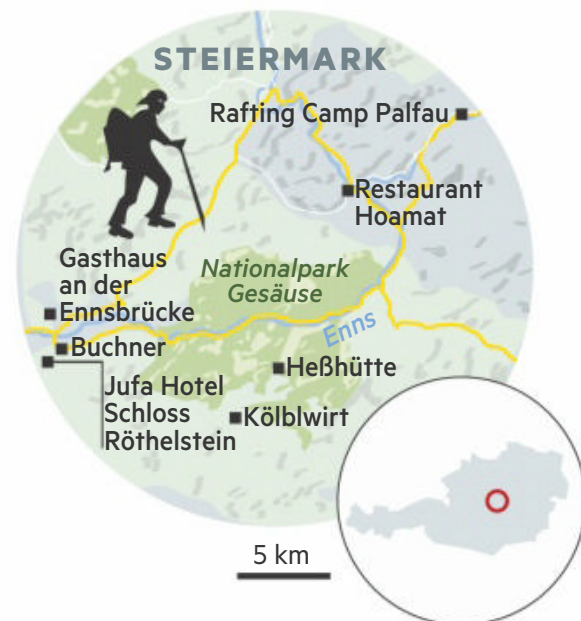 STEIERMARK
Rafting Camp Palfau
Restaurant
Hoamat
Gasthaus
an der
Ennsbrücke
Nationalpark
Gesäuse
Enns
Buchner
Heßhütte
Jufa Hotel
Schloss
Röthelstein
Kölblwirt
5 km